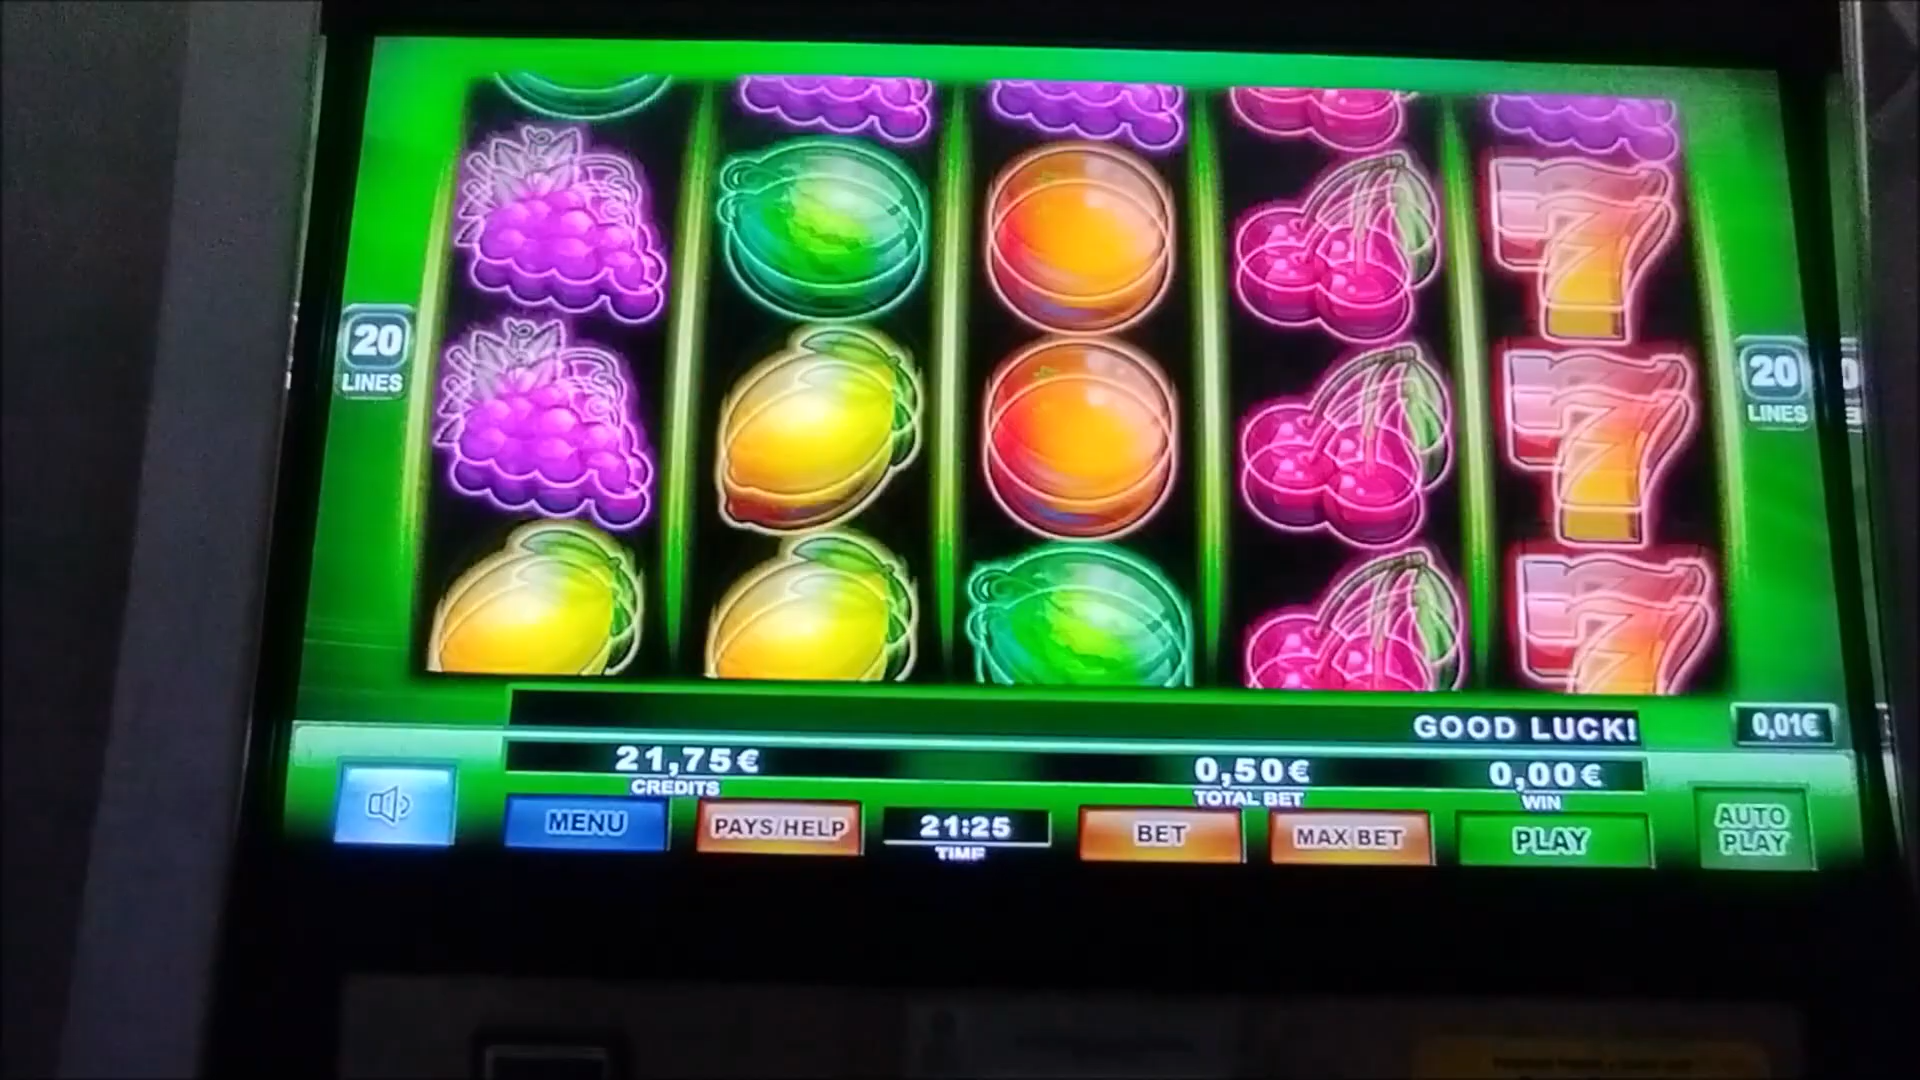 20
LINES
20
LINES
GOOD LUCK!
0,01€
21,75€
CREDITS
0,50€
TOTAL BET
0,00€
WIN
MENU
PAYS/HELP
21:25
TIME
BET
MAX BET
PLAY
AUTO
PLAY